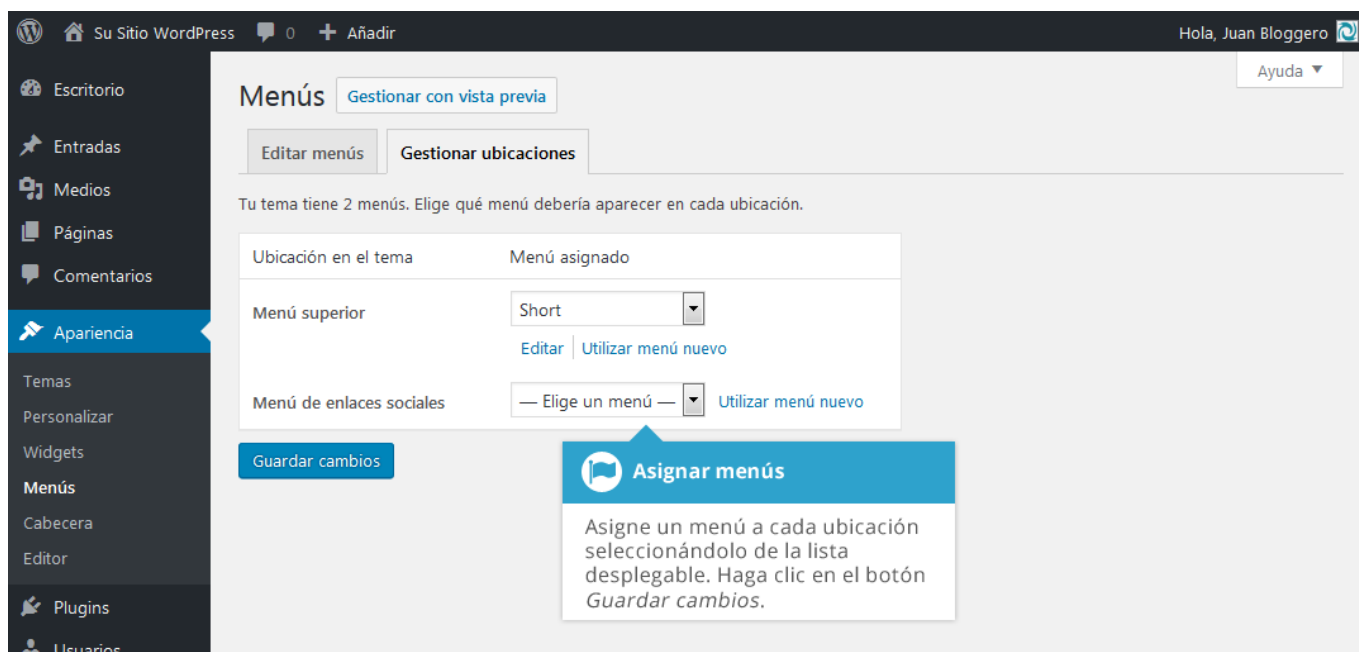 Su Sitio WordPress 0 + Añadir Hola, Juan Bloggero
Ayuda ▼
Escritorio
Entradas
Medios
Páginas
Comentarios
Apariencia
Temas
Personalizar
Widgets
Menús
Cabecera
Editor
Plugins
Usuarios
Menús Gestionar con vista previa
Editar menús Gestionar ubicaciones
Tu tema tiene 2 menús. Elige qué menú debería aparecer en cada ubicación.
Ubicación en el tema Menú asignado
Menú superior Short
Editar | Utilizar menú nuevo
Menú de enlaces sociales — Elige un menú — Utilizar menú nuevo
Guardar cambios
Asignar menús
Asigne un menú a cada ubicación
seleccionándolo de la lista
desplegable. Haga clic en el botón
Guardar cambios.